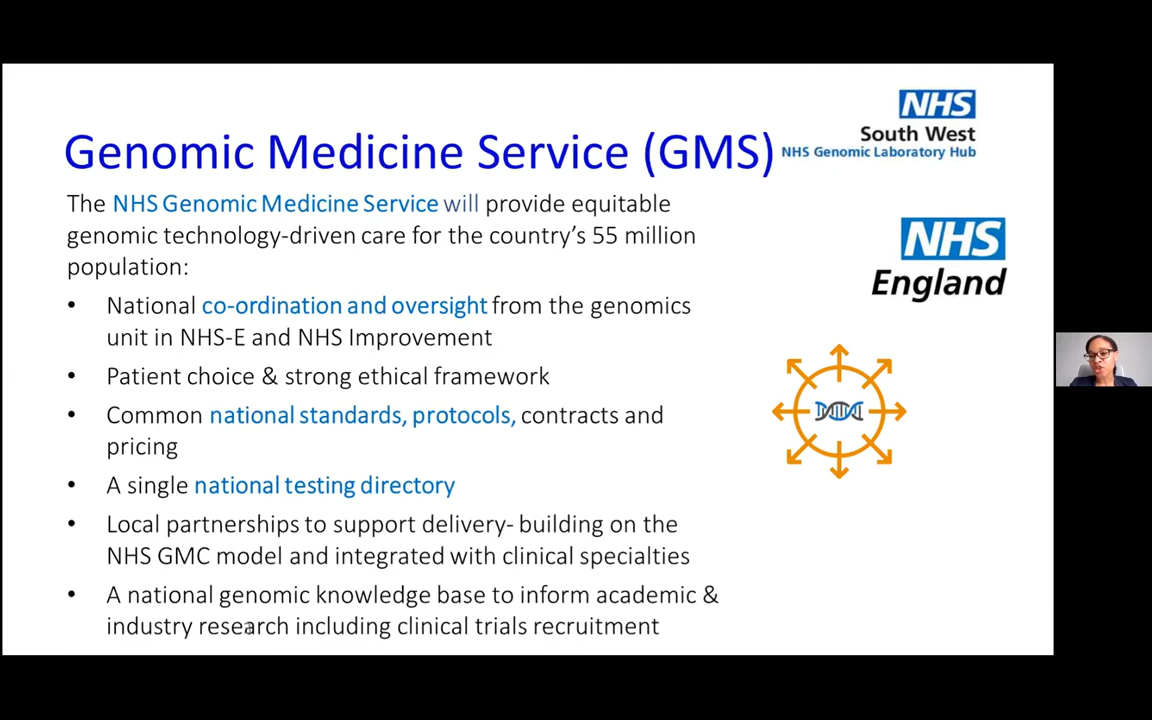 NHS
South West
NHS Genomic Laboratory Hub
Genomic Medicine Service (GMS)
The NHS Genomic Medicine Service will provide equitable
genomic technology-driven care for the country's 55 million
population:
NHS
England
• National co-ordination and oversight from the genomics
unit in NHS-E and NHS Improvement
• Patient choice & strong ethical framework
• Common national standards, protocols, contracts and
pricing
• A single national testing directory
• Local partnerships to support delivery- building on the
NHS GMC model and integrated with clinical specialties
• A national genomic knowledge base to inform academic &
industry research including clinical trials recruitment